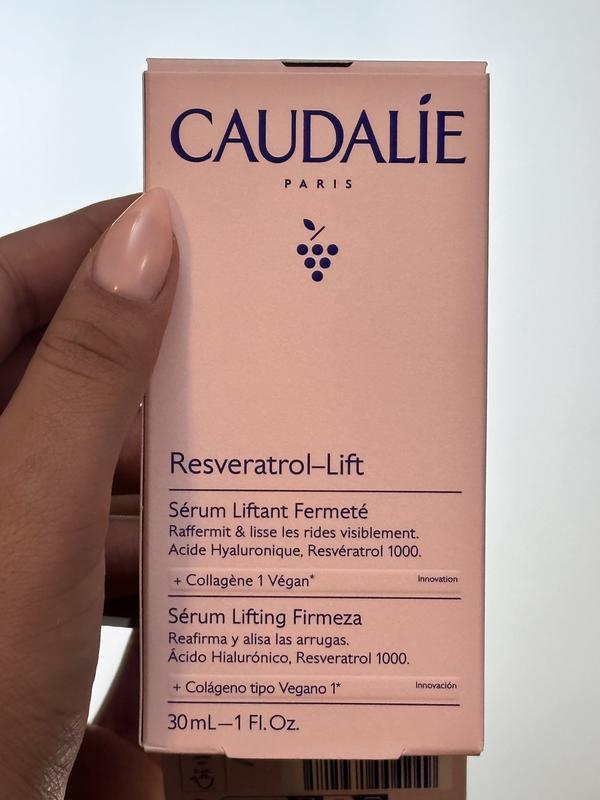 CAUDALÍE
PARIS
Resveratrol–Lift
Sérum Liftant Fermeté
Raffermit & lisse les rides visiblement.
Acide Hyaluronique, Resvératrol 1000.
+ Collagène 1 Végan* Innovation
Sérum Lifting Firmeza
Reafirma y alisa las arrugas.
Ácido Hialurónico, Resveratrol 1000.
+ Colágeno tipo Vegano 1* Innovación
30 mL—1 Fl. Oz.